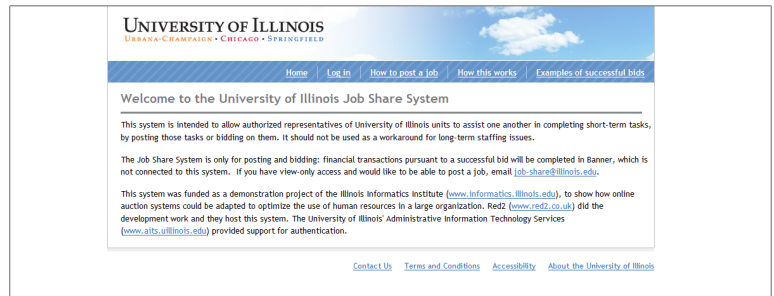 UNIVERSITY OF ILLINOIS
URBANA-CHAMPAIGN • CHICAGO • SPRINGFIELD
Home Log in How to post a job How this works Examples of successful bids
Welcome to the University of Illinois Job Share System
This system is intended to allow authorized representatives of University of Illinois units to assist one another in completing short-term tasks,
by posting those tasks or bidding on them. It should not be used as a workaround for long-term staffing issues.
The Job Share System is only for posting and bidding: financial transactions pursuant to a successful bid will be completed in Banner, which is
not connected to this system. If you have view-only access and would like to be able to post a job, email job-share@illinois.edu.
This system was funded as a demonstration project of the Illinois Informatics Institute (www.informatics.illinois.edu), to show how online
auction systems could be adapted to optimize the use of human resources in a large organization. Red2 (www.red2.co.uk) did the
development work and they host this system. The University of Illinois' Administrative Information Technology Services
(www.aits.uillinois.edu) provided support for authentication.
Contact Us Terms and Conditions Accessibility About the University of Illinois